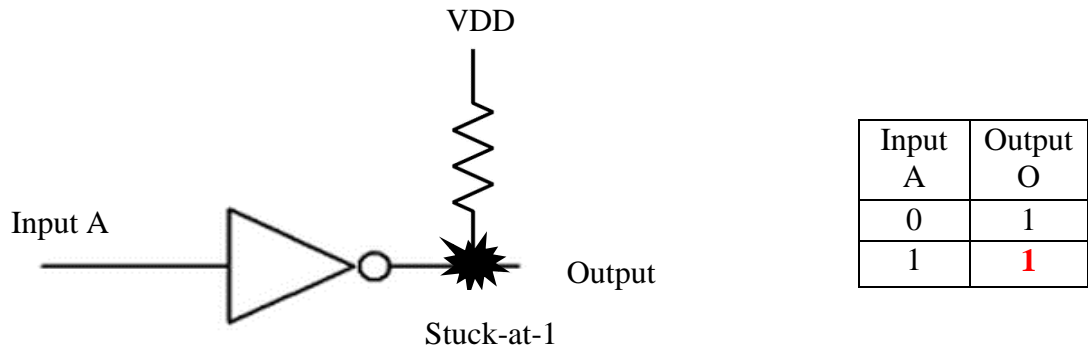 VDD
Input A
Output
Stuck-at-1
Input Output
A O
0 1
1 1